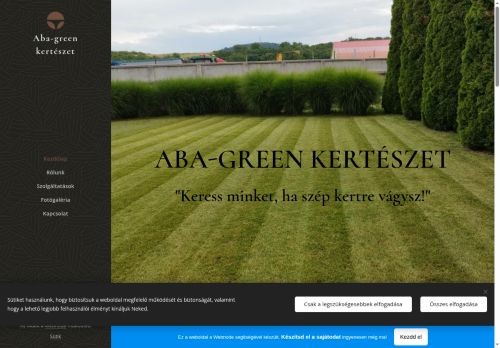 Aba-green
kertészet
Kezdőlap
Rólunk
Szolgáltatások
Fotógaléria
Kapcsolat
ABA-GREEN KERTÉSZET
"Keress minket, ha szép kertre vágysz!"
Sütiket használunk, hogy biztosítsuk a weboldal megfelelő működését és biztonságát, valamint
hogy a lehető legjobb felhasználói élményt kínáljuk Neked.
Csak a legszükségesebbek elfogadása
Összes elfogadása
Sütik
Ez a weboldal a Webnode segítségével készült. Készítsd el a sajátodat ingyenesen még ma!
Kezdd el